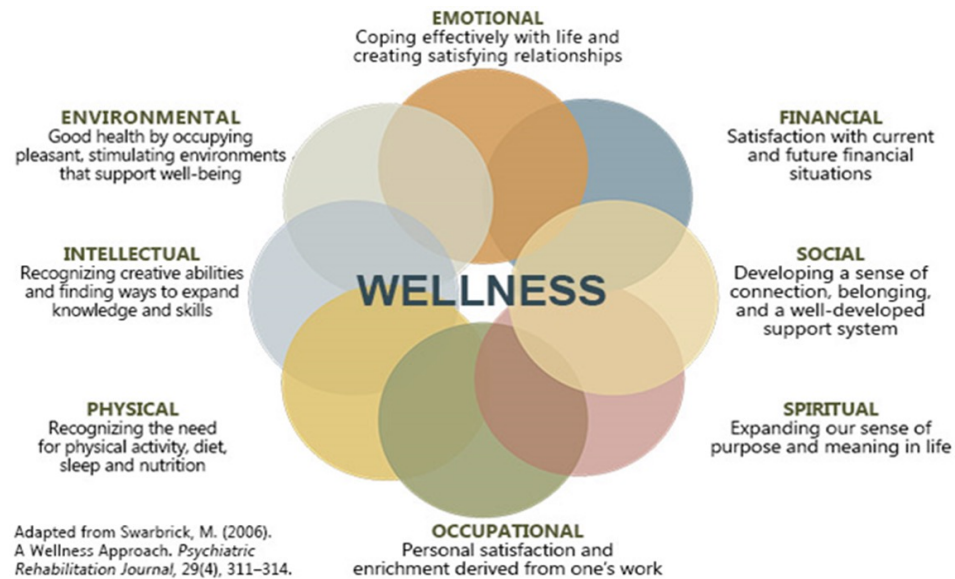 EMOTIONAL
Coping effectively with life and
creating satisfying relationships
ENVIRONMENTAL
Good health by occupying
pleasant, stimulating environments
that support well-being
FINANCIAL
Satisfaction with current
and future financial
situations
INTELLECTUAL
Recognizing creative abilities
and finding ways to expand
knowledge and skills
WELLNESS
SOCIAL
Developing a sense of
connection, belonging,
and a well-developed
support system
PHYSICAL
Recognizing the need
for physical activity, diet,
sleep and nutrition
SPIRITUAL
Expanding our sense of
purpose and meaning in life
OCCUPATIONAL
Personal satisfaction and
enrichment derived from one's work
Adapted from Swarbrick, M. (2006).
A Wellness Approach. Psychiatric
Rehabilitation Journal, 29(4), 311–314.